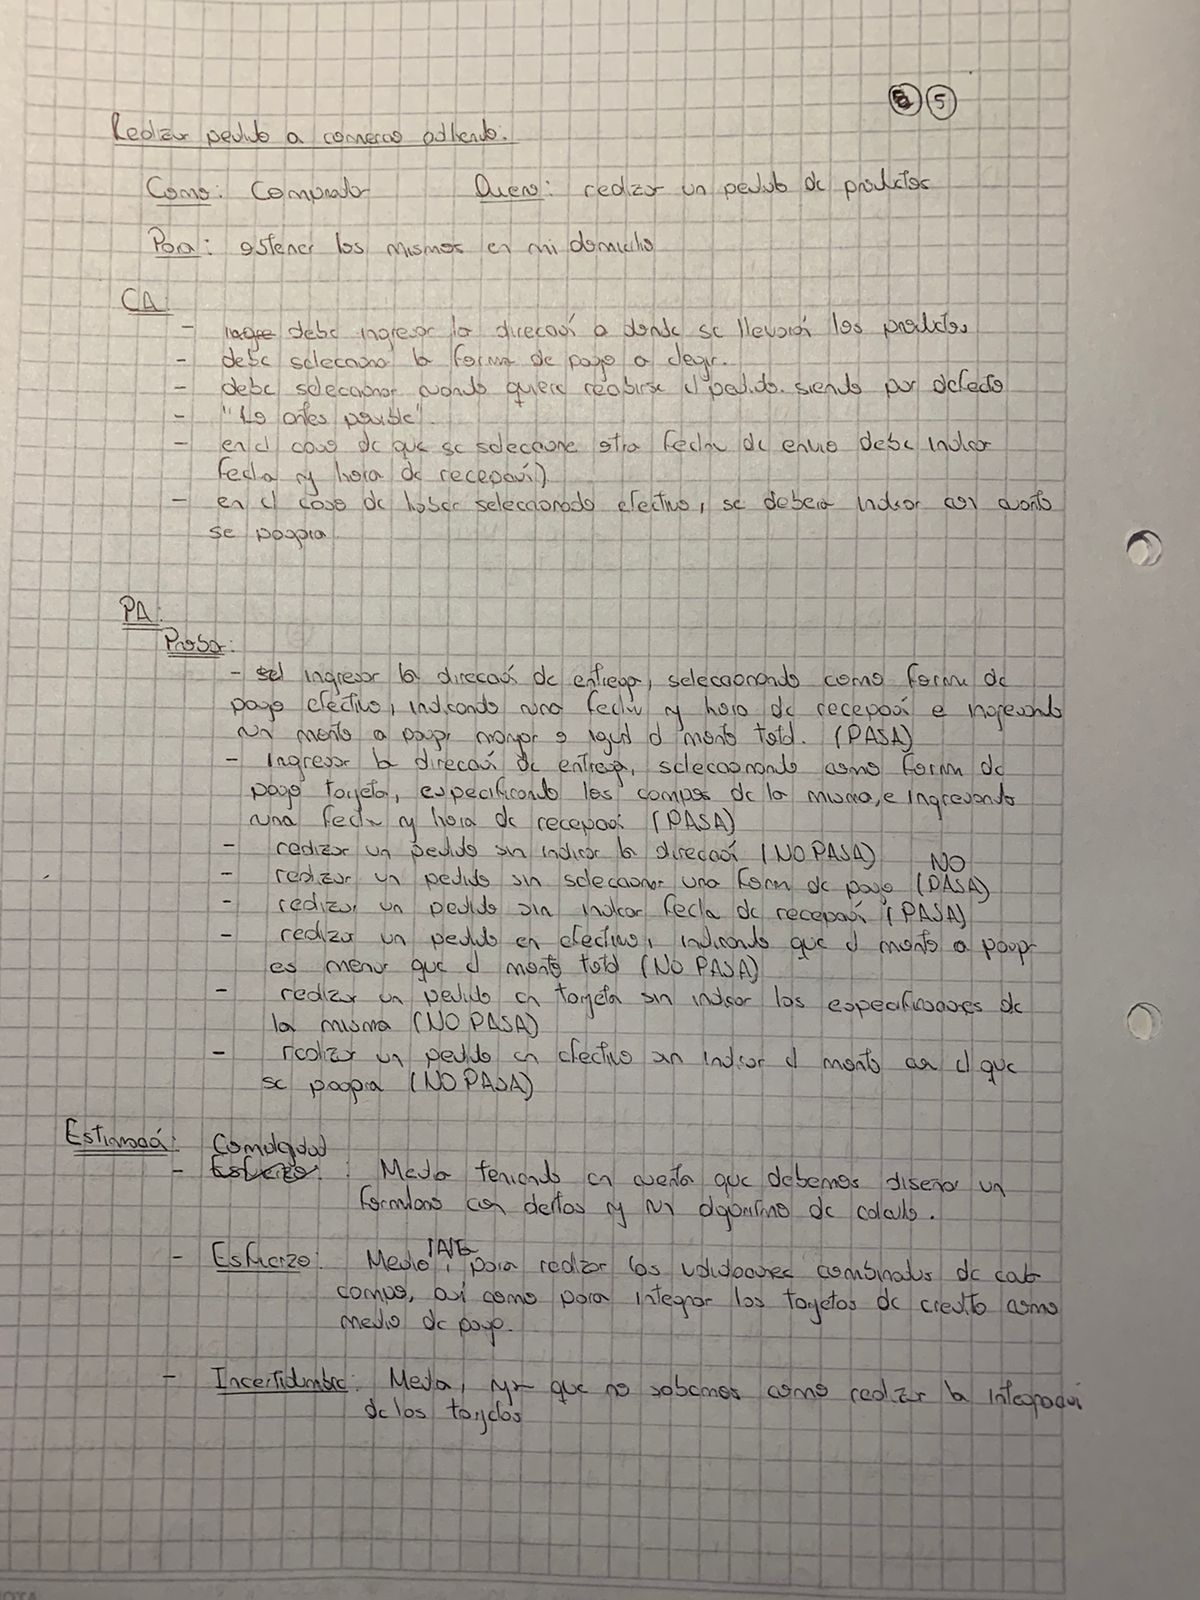 5
Realizar pedido a comercio adherido.
Como: Comprador Quiero: realizar un pedido de productos
Para: obtener los mismos en mi domicilio
CA:
- debe ingresar la dirección a donde se llevarán los productos
- debe seleccionar la forma de pago a elegir.
- debe seleccionar cuando quiere recibirse el pedido. siendo por defecto
- "Lo antes posible".
- en el caso de que se seleccione otra fecha de envio debe indicar
fecha y hora de recepción)
- en el caso de haber seleccionado efectivo, se deberá indicar con cuanto
se pagara.
PA:
Probar:
- ingresar la dirección de entrega, seleccionando como forma de
pago efectivo, indicando una fecha y hora de recepción e ingresando
un monto a pagar mayor o igual al monto total. (PASA)
- Ingresar la dirección de entrega, seleccionando como forma de
pago tarjeta, especificando los campos de la misma, e ingresando
una fecha y hora de recepción (PASA)
- realizar un pedido sin indicar la dirección (NO PASA)
- realizar un pedido sin seleccionar una forma de pago (NO PASA)
- realizar un pedido sin indicar fecha de recepción (PASA)
- realizar un pedido en efectivo, indicando que el monto a pagar
es menor que el monto total (NO PASA)
- realizar un pedido en tarjeta sin indicar las especificaciones de
la misma (NO PASA)
- realizar un pedido en efectivo sin indicar el monto con el que
se pagara (NO PASA)
Estimación: Complejidad
- Esfuerzo: Media teniendo en cuenta que debemos diseñar un
formulario con y un algoritmo de calculo.
- Esfuerzo: Medio, para realizar las validaciones combinadas de cada
campo, así como para integrar las tarjetas de credito como
medio de pago.
- Incertidumbre: Media, ya que no sabemos como realizar la integración
de las tarjetas